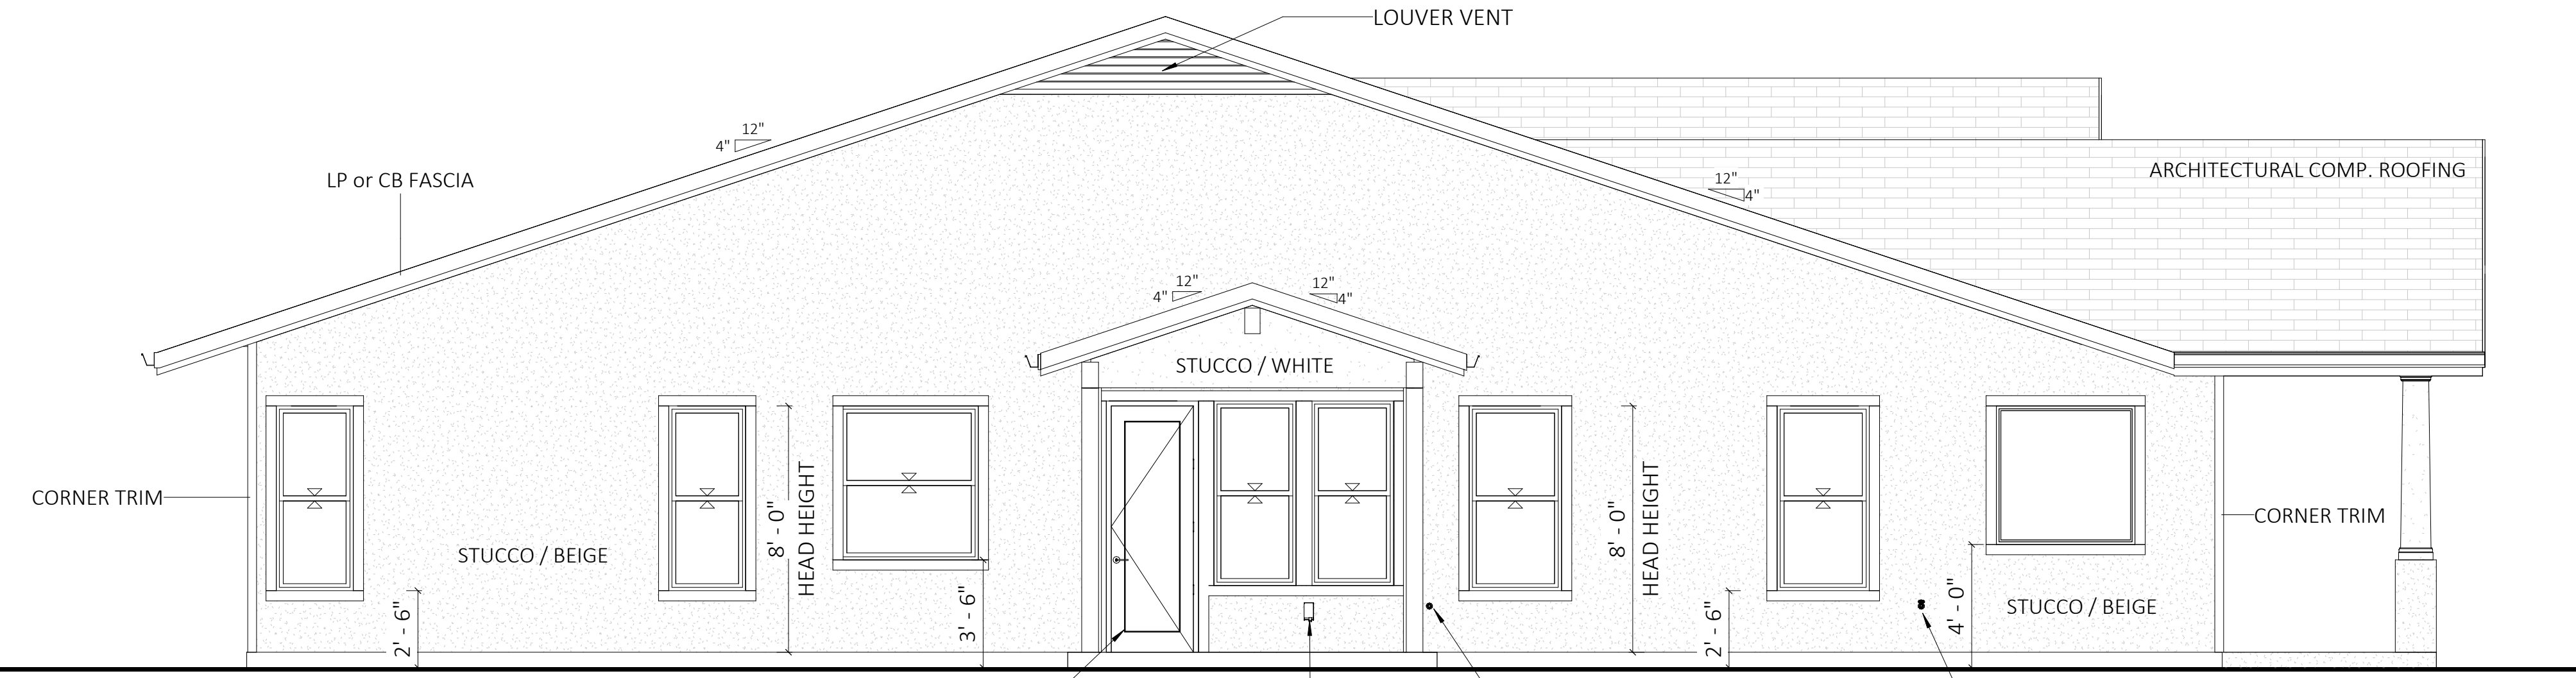 LOUVER VENT
12"
4"
LP or CB FASCIA
ARCHITECTURAL COMP. ROOFING
12"
4"
12"
4"
12"
4"
STUCCO / WHITE
CORNER TRIM
STUCCO / BEIGE
8' - 0"
HEAD HEIGHT
8' - 0"
HEAD HEIGHT
CORNER TRIM
2' - 6"
3' - 6"
2' - 6"
4' - 0"
STUCCO / BEIGE